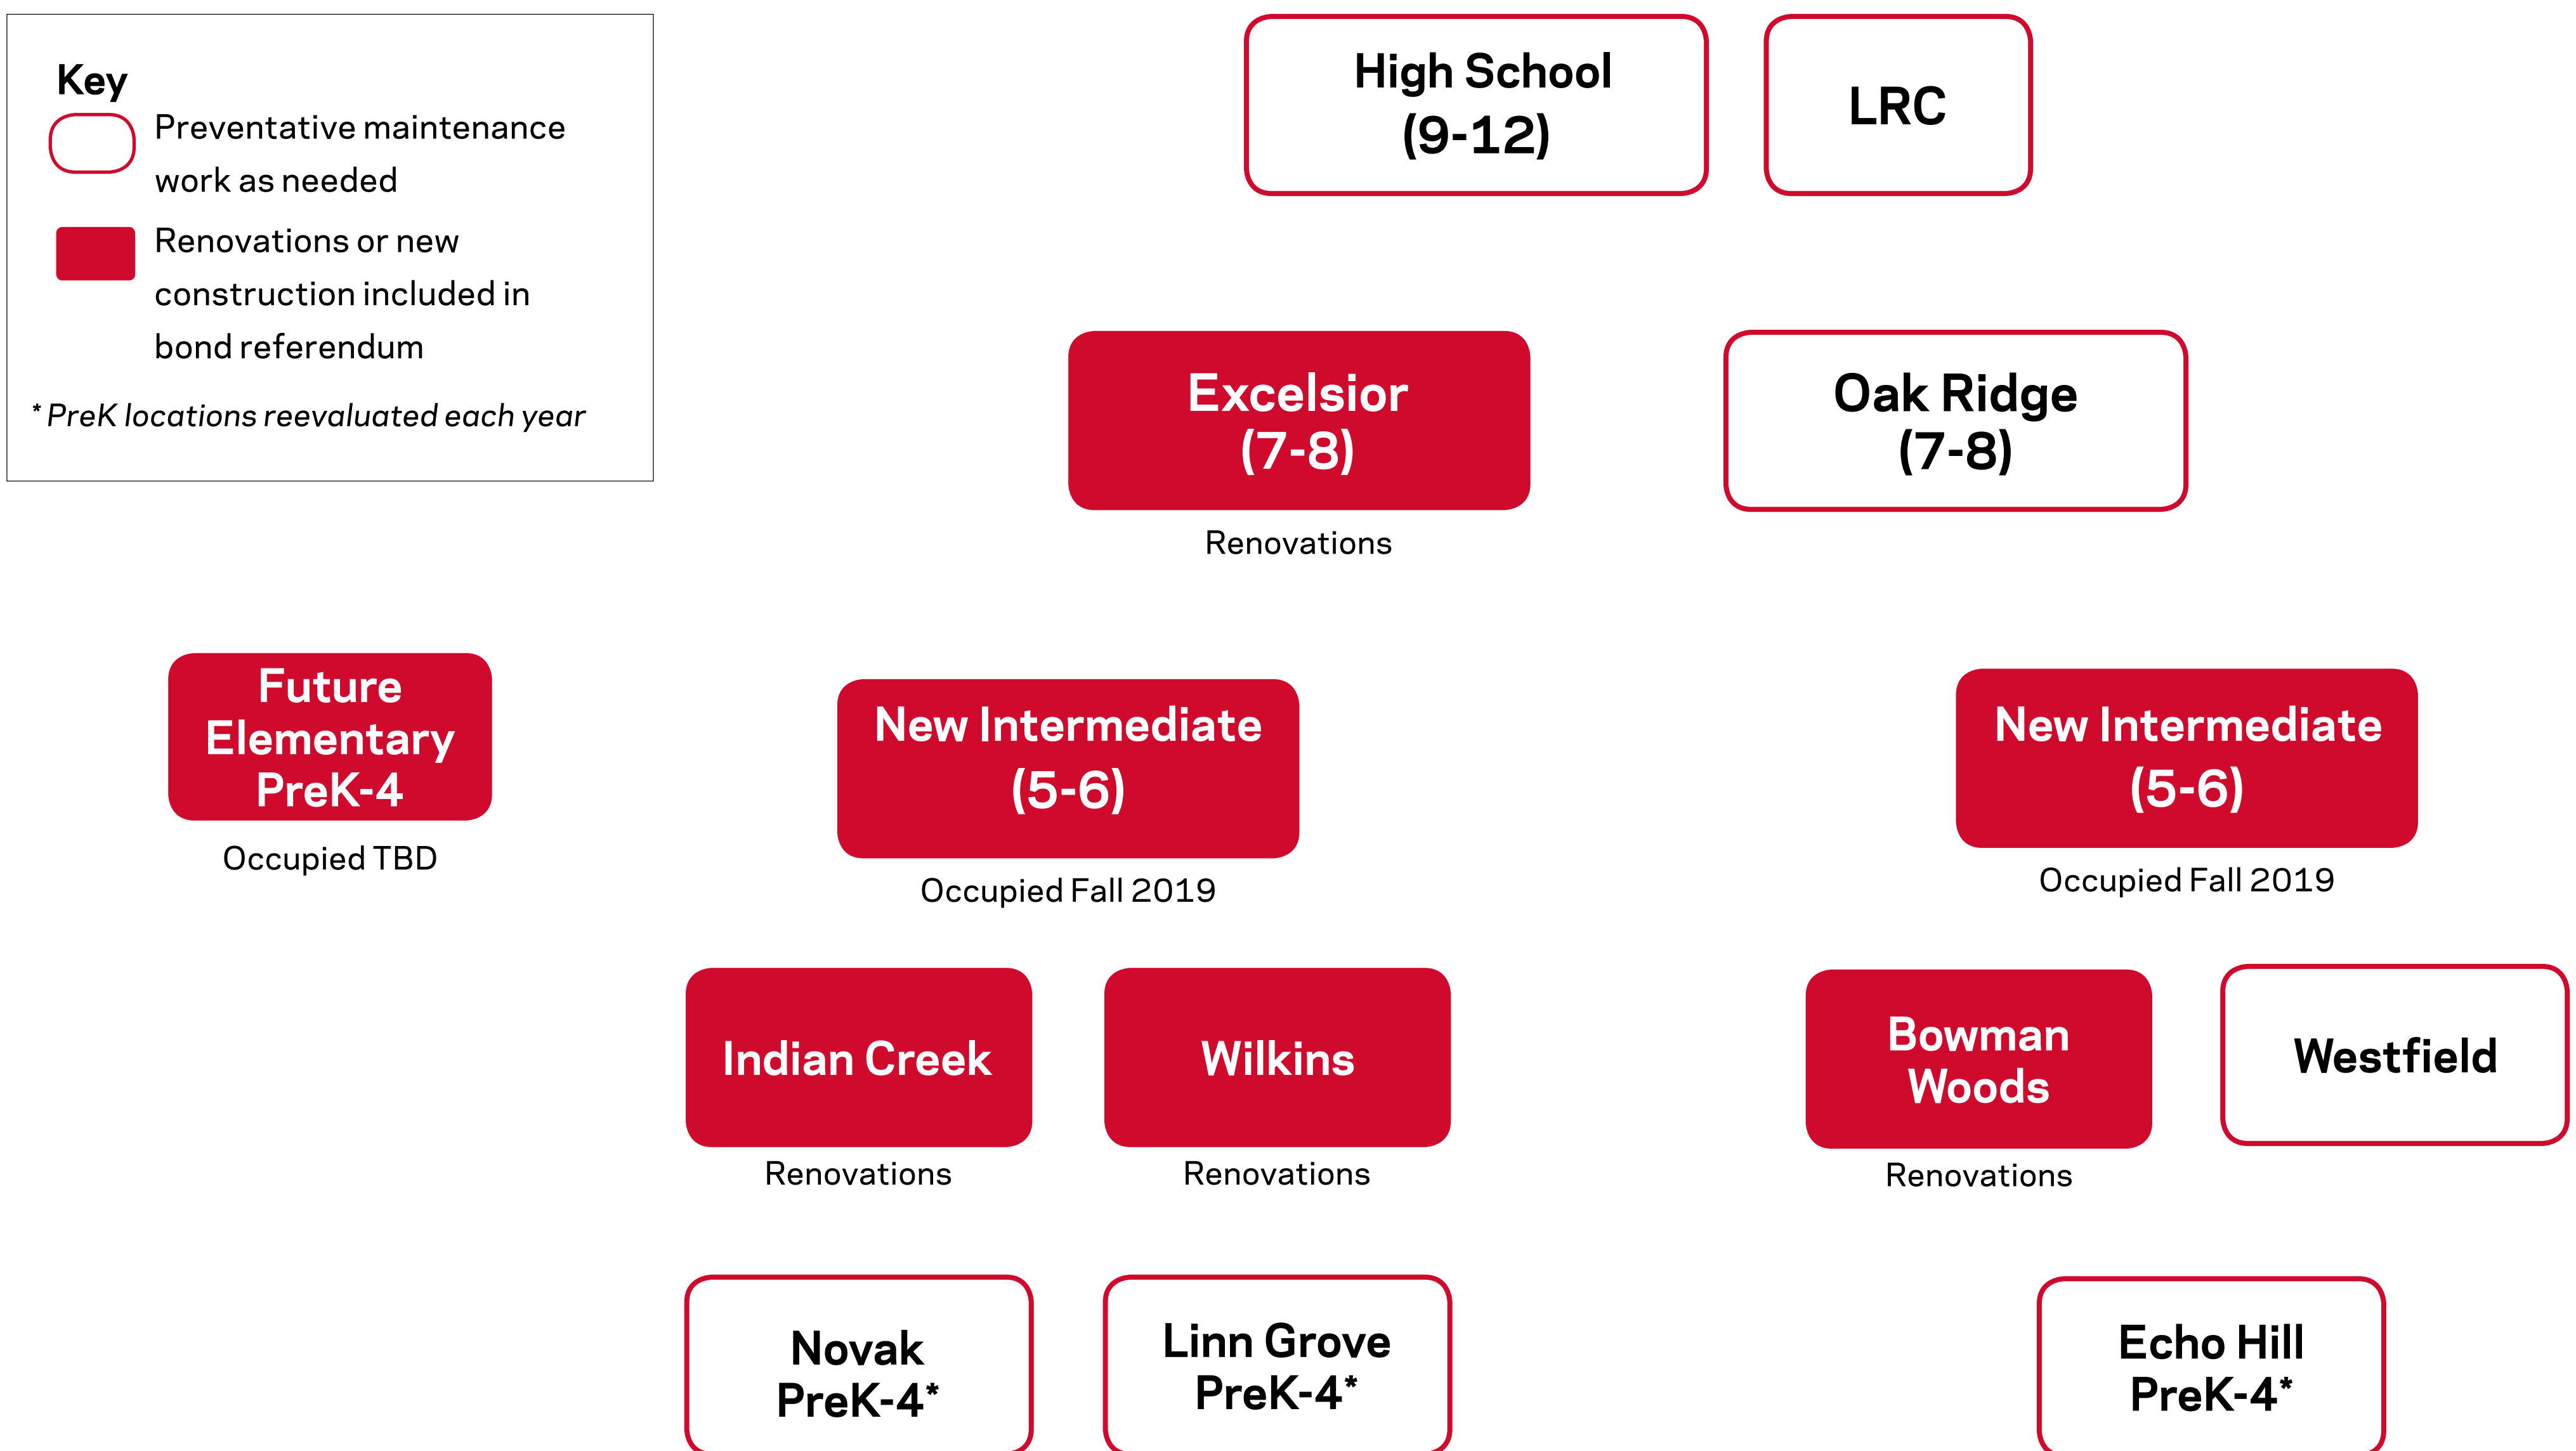 Key
Preventative maintenance
work as needed
Renovations or new
construction included in
bond referendum
* PreK locations reevaluated each year
High School
(9-12)
LRC
Excelsior
(7-8)
Renovations
Oak Ridge
(7-8)
Future
Elementary
PreK-4
Occupied TBD
New Intermediate
(5-6)
Occupied Fall 2019
New Intermediate
(5-6)
Occupied Fall 2019
Indian Creek
Renovations
Wilkins
Renovations
Bowman
Woods
Renovations
Westfield
Novak
PreK-4*
Linn Grove
PreK-4*
Echo Hill
PreK-4*